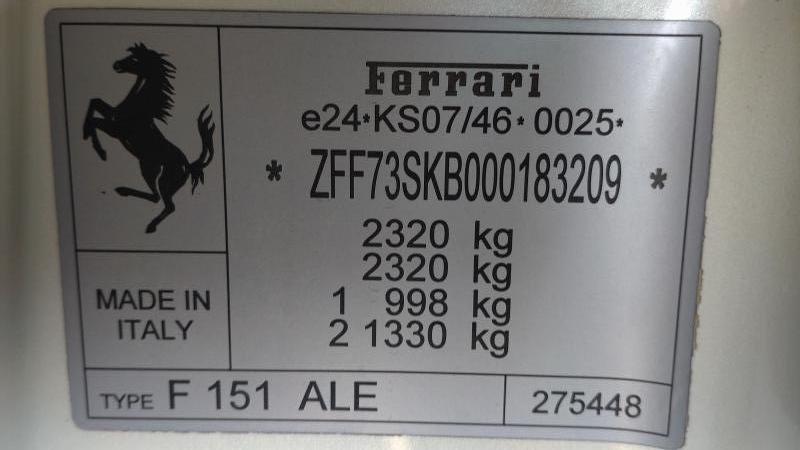 Ferrari
e24*KS07/46*0025*
* ZFF73SKB000183209 *
2320 kg
2320 kg
1 998 kg
2 1330 kg
MADE IN
ITALY
TYPE F 151 ALE
275448